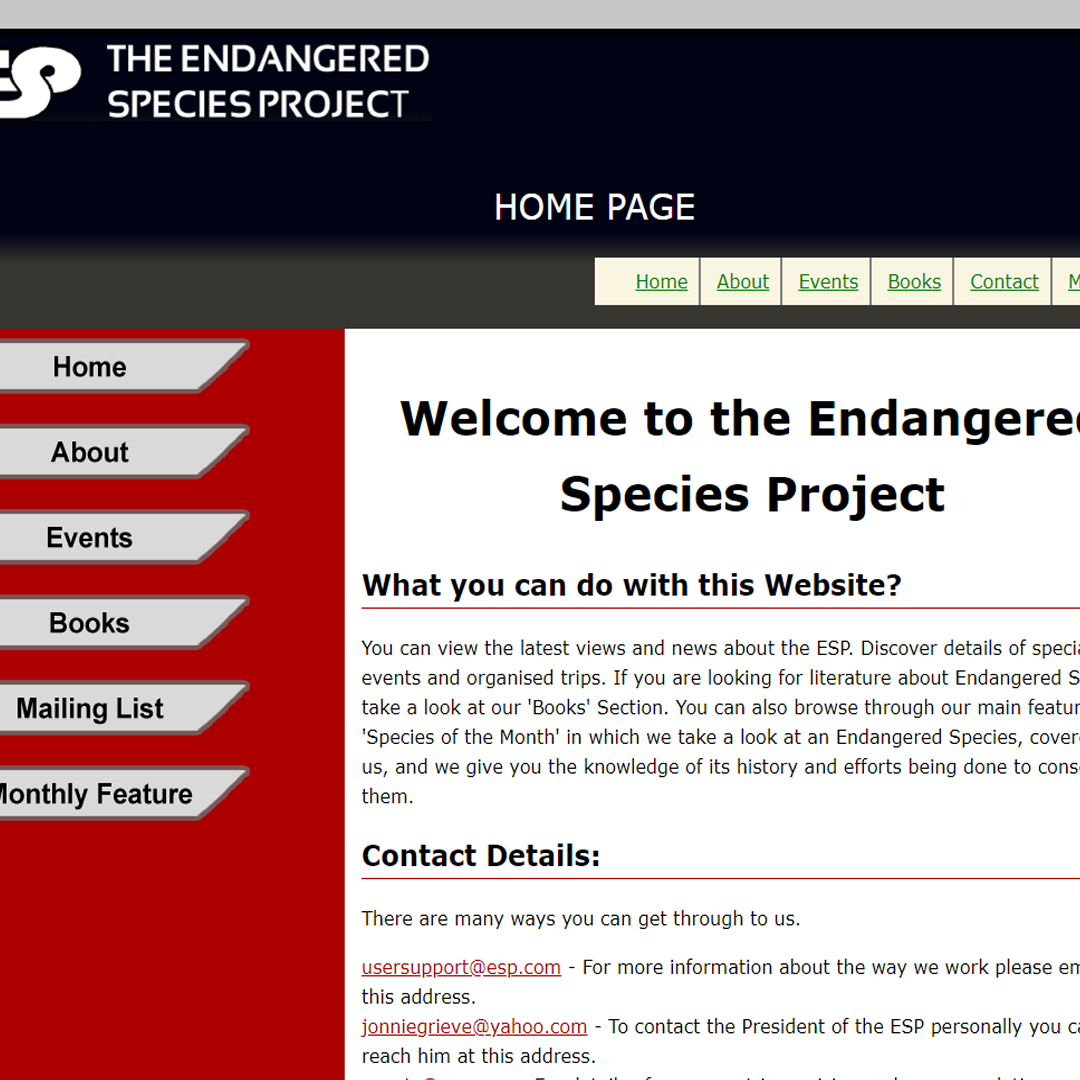 ESP THE ENDANGERED
SPECIES PROJECT
HOME PAGE
Home About Events Books Contact M
Home
About
Events
Books
Mailing List
Monthly Feature
Welcome to the Endangered
Species Project
What you can do with this Website?
You can view the latest views and news about the ESP. Discover details of specia
events and organised trips. If you are looking for literature about Endangered S
take a look at our 'Books' Section. You can also browse through our main featur
'Species of the Month' in which we take a look at an Endangered Species, cover
us, and we give you the knowledge of its history and efforts being done to cons
them.
Contact Details:
There are many ways you can get through to us.
usersupport@esp.com - For more information about the way we work please em
this address.
jonniegrieve@yahoo.com - To contact the President of the ESP personally you ca
reach him at this address.